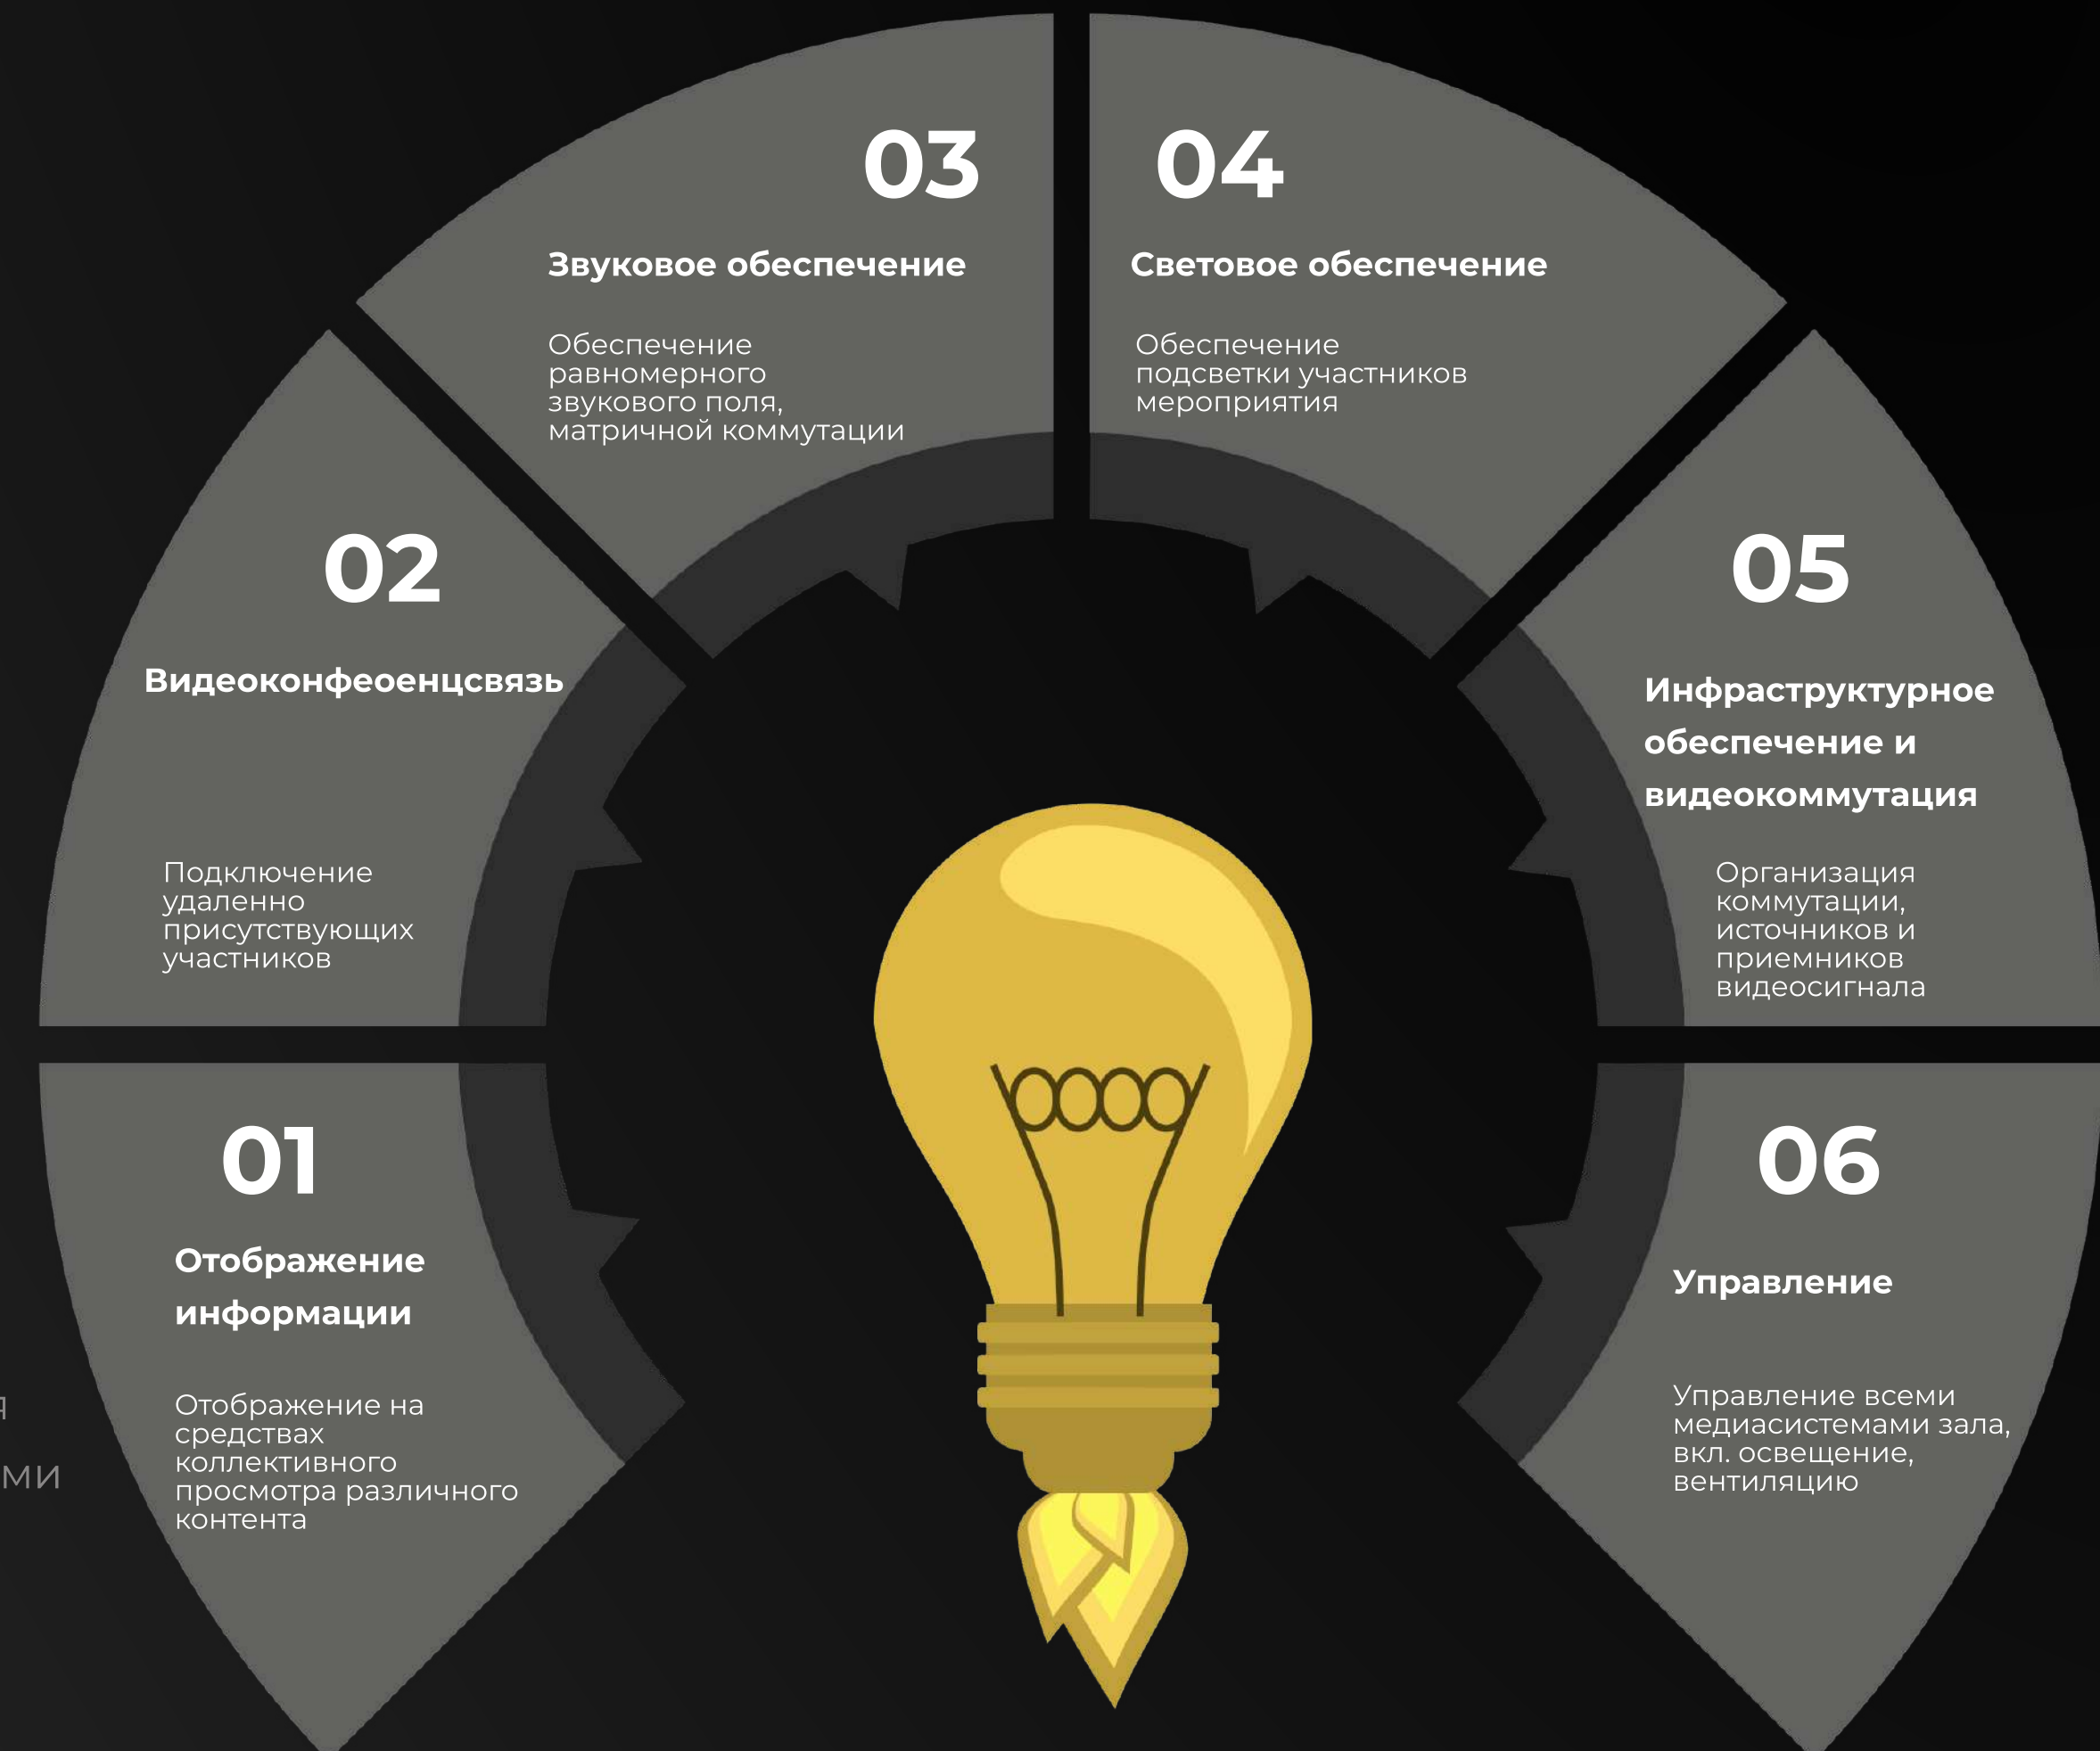 01
Отображение
информации
Отображение на
средствах
коллективного
просмотра различного
контента
02
Видеоконфеоенцсвязь
Подключение
удаленно
присутствующих
участников
03
Звуковое обеспечение
Обеспечение
равномерного
звукового поля,
матричной коммутации
04
Световое обеспечение
Обеспечение
подсветки участников
мероприятия
05
Инфраструктурное
обеспечение и
видеокоммутация
Организация
коммутации,
источников и
приемников
видеосигнала
06
Управление
Управление всеми
медиасистемами зала,
вкл. освещение,
вентиляцию